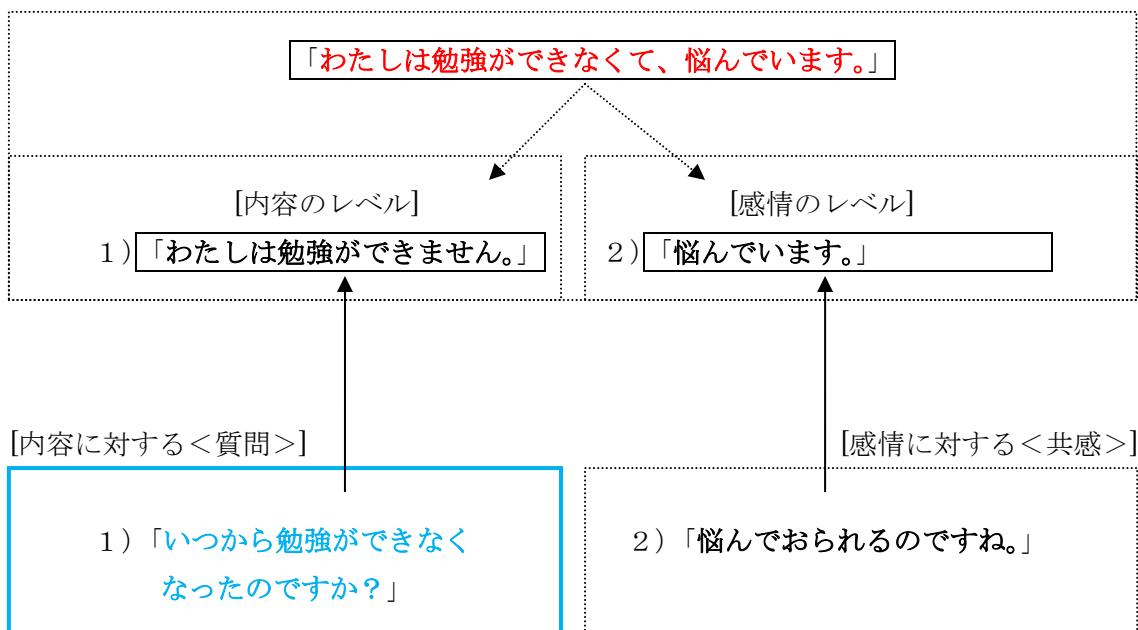 「わたしは勉強ができなくて、悩んでいます。」
[内容のレベル]
[感情のレベル]
１）「わたしは勉強ができません。」
２）「悩んでいます。」
[内容に対する＜質問＞]
[感情に対する＜共感＞]
１）「いつから勉強ができなく
なったのですか？」
２）「悩んでおられるのですね。」